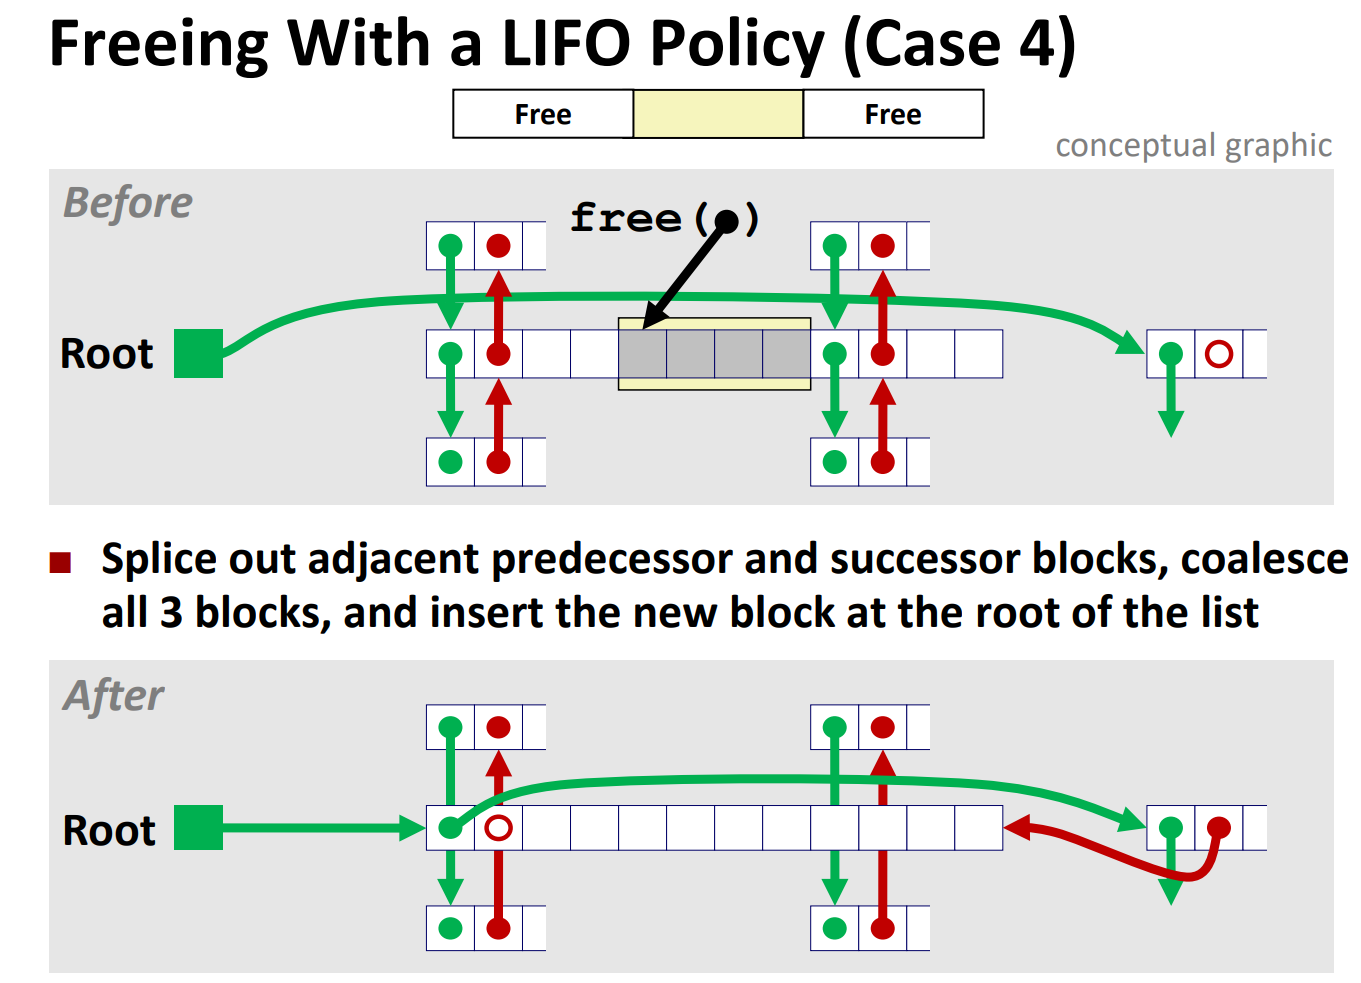 Freeing With a LIFO Policy (Case 4)
Free Free
conceptual graphic
Before
free( )
Root
Splice out adjacent predecessor and successor blocks, coalesce
all 3 blocks, and insert the new block at the root of the list
After
Root